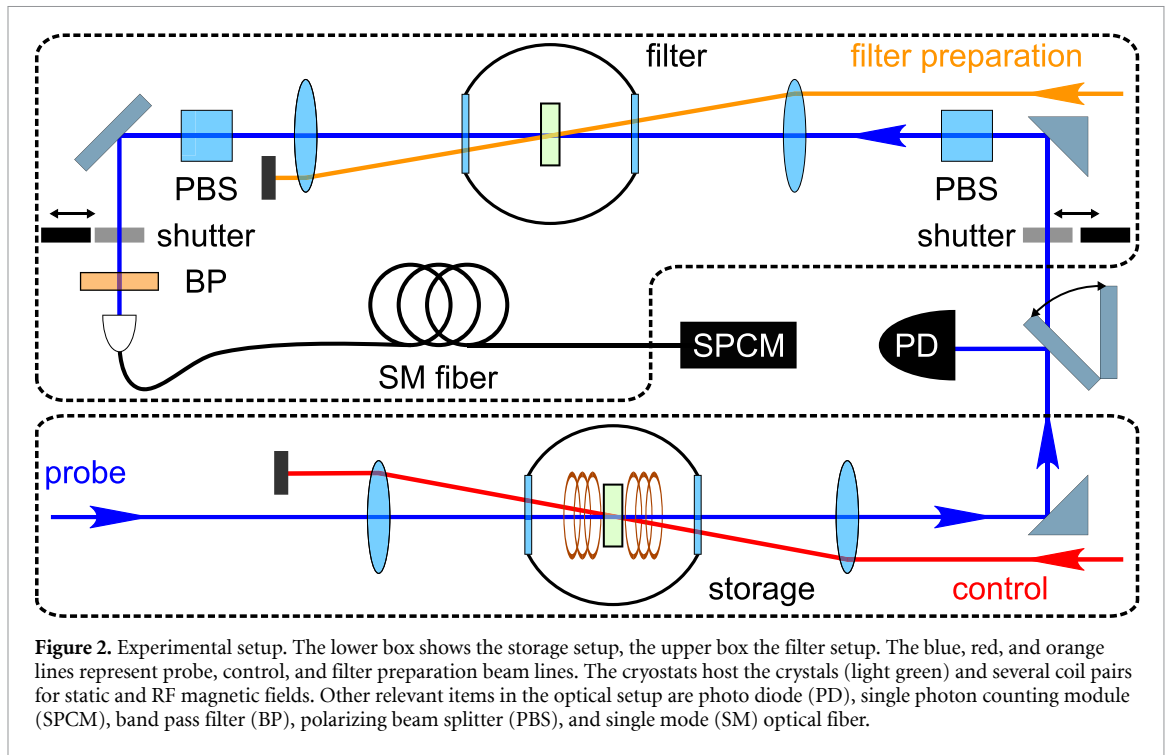 filter
filter preparation
PBS
PBS
shutter
shutter
BP
SM fiber
SPCM
PD
probe
storage
control
Figure 2. Experimental setup. The lower box shows the storage setup, the upper box the filter setup. The blue, red, and orange
lines represent probe, control, and filter preparation beam lines. The cryostats host the crystals (light green) and several coil pairs
for static and RF magnetic fields. Other relevant items in the optical setup are photo diode (PD), single photon counting module
(SPCM), band pass filter (BP), polarizing beam splitter (PBS), and single mode (SM) optical fiber.